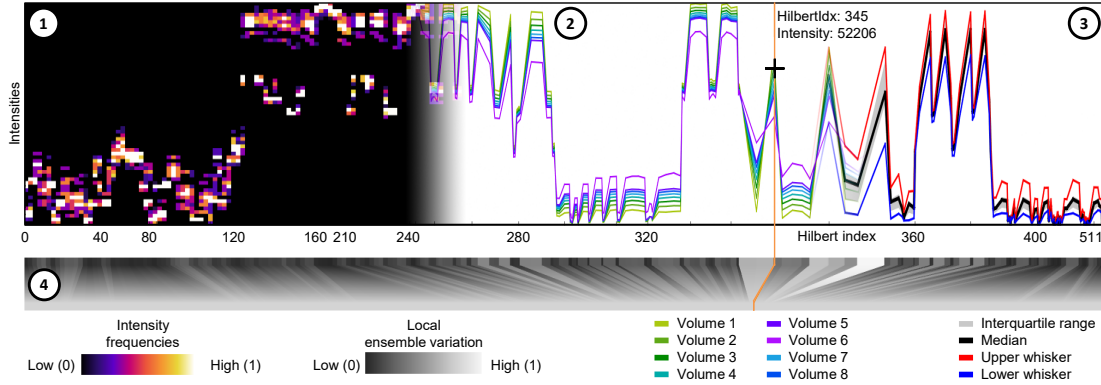 1
2
3
HilbertIdx: 345
Intensity: 52206
Intensities
0 40 80 120 160 210 240 280 320 Hilbert index 360 400 511
4
Intensity
frequencies
Low (0) High (1)
Local
ensemble variation
Low (0) High (1)
Volume 1
Volume 2
Volume 3
Volume 4
Volume 5
Volume 6
Volume 7
Volume 8
Interquartile range
Median
Upper whisker
Lower whisker